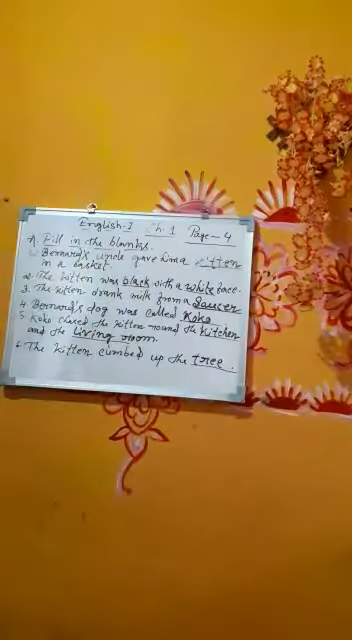 English-I Ch. 1 Page-4
A. Fill in the blanks.
1. Bernard's uncle gave him a kitten
in a basket.
2. The kitten was black with a white face.
3. The kitten drank milk from a saucer
4. Bernard's dog was called Koko
5. Koko chased the kitten round the kitchen
and the living room.
6. The kitten climbed up the tree.